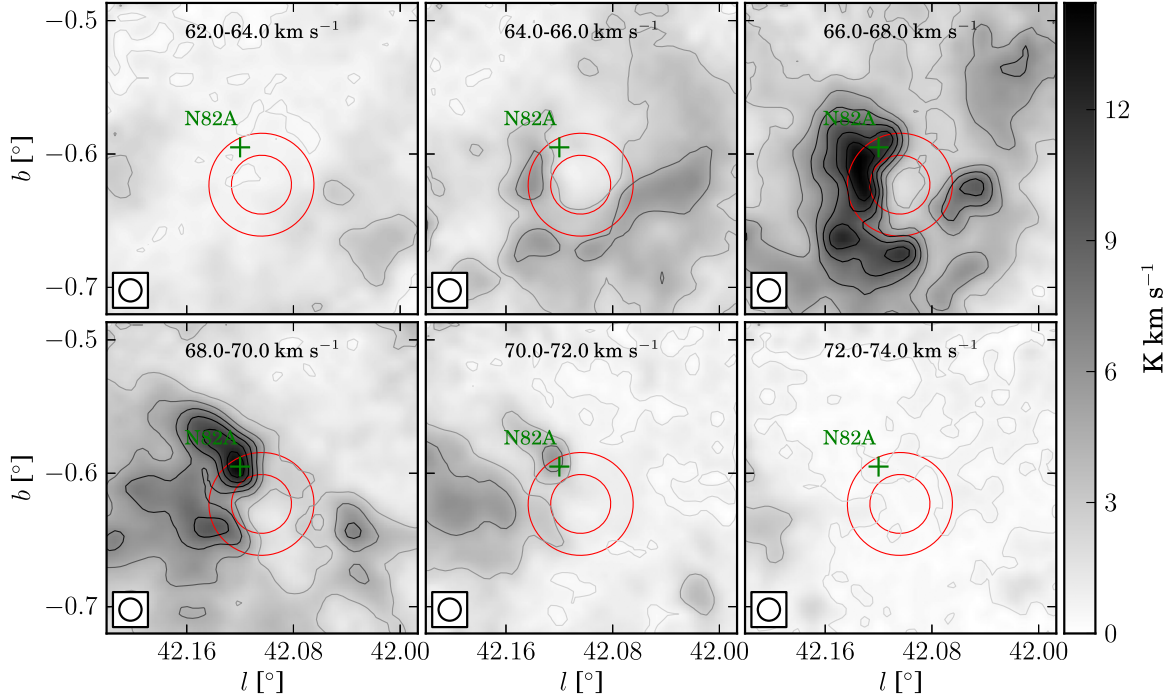 62.0-64.0 km s⁻¹
64.0-66.0 km s⁻¹
66.0-68.0 km s⁻¹
N82A
N82A
N82A
−0.5
−0.6
−0.7
b [°]
68.0-70.0 km s⁻¹
70.0-72.0 km s⁻¹
72.0-74.0 km s⁻¹
N82A
N82A
N82A
−0.5
−0.6
−0.7
b [°]
42.16 42.08 42.00
42.16 42.08 42.00
42.16 42.08 42.00
l [°]
l [°]
l [°]
12
9
6
3
0
K km s⁻¹